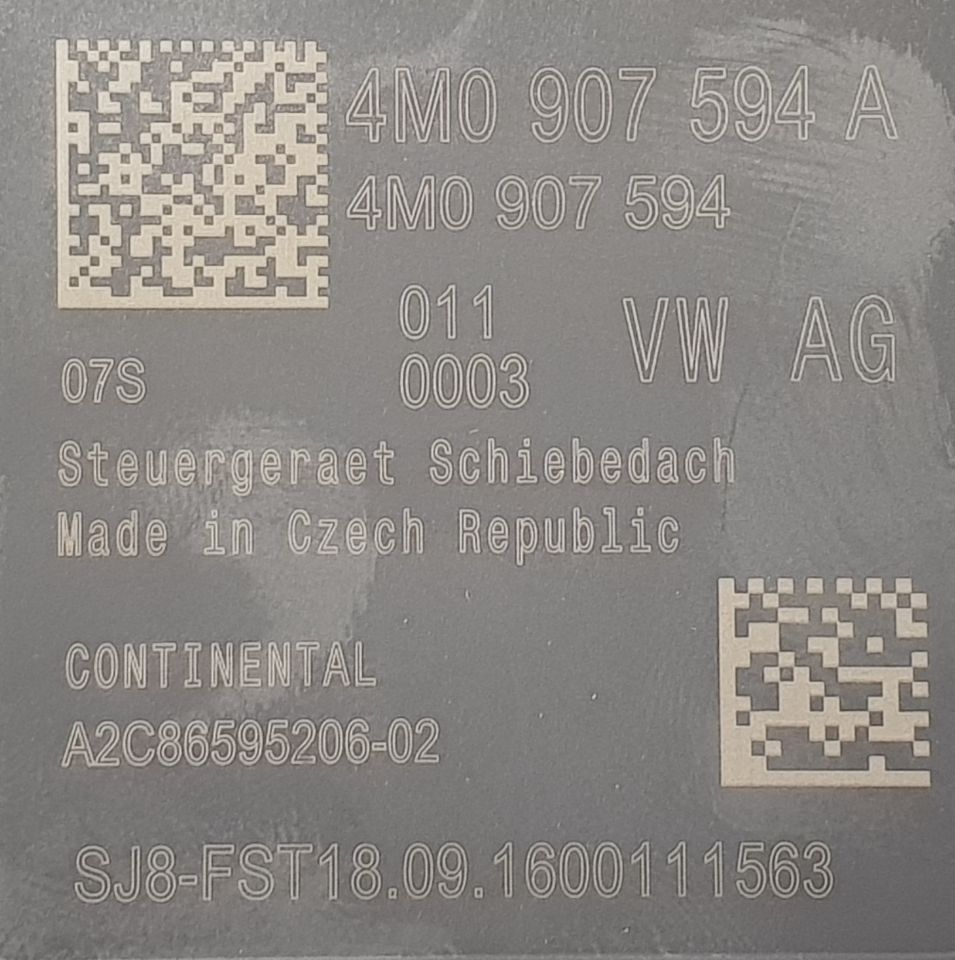 4M0 907 594 A
4M0 907 594
011
VW AG
07S
0003
Steuergeraet Schiebedach
Made in Czech Republic
CONTINENTAL
A2C86595206-02
SJ8-FST18.09.1600111563